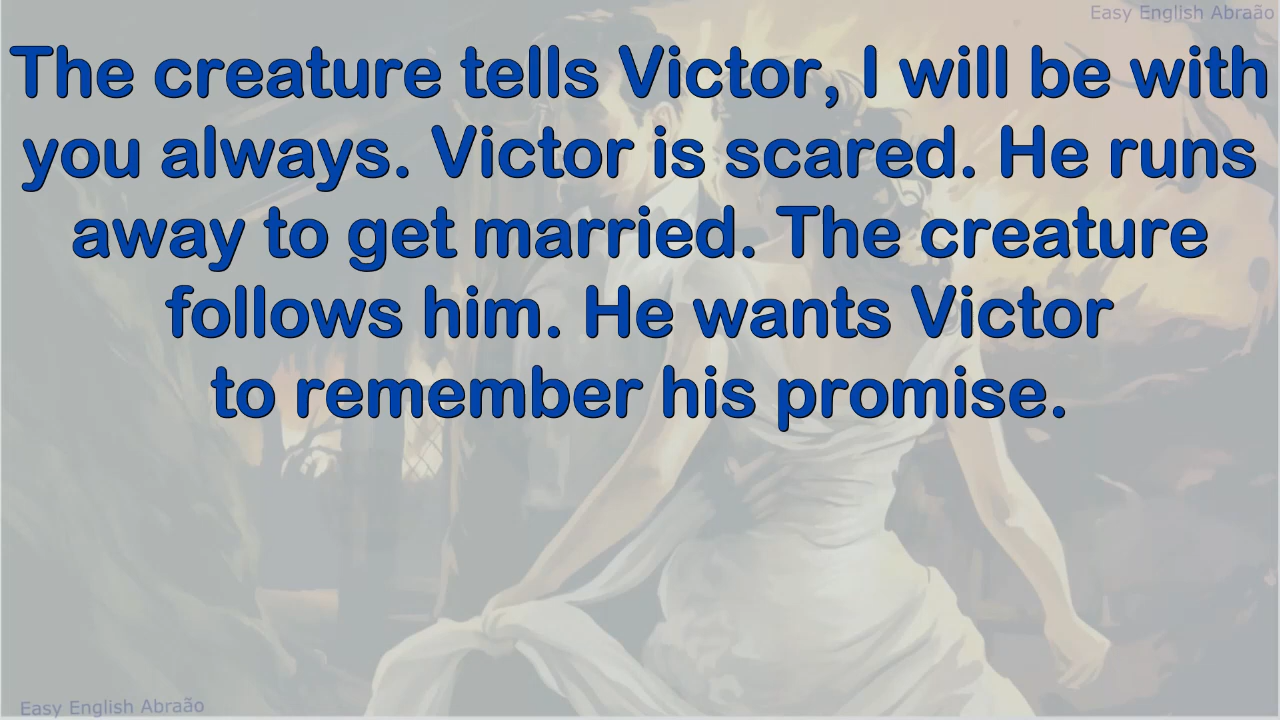 Easy English Abraão
The creature tells Victor, I will be with
you always. Victor is scared. He runs
away to get married. The creature
follows him. He wants Victor
to remember his promise.
Easy English Abraão